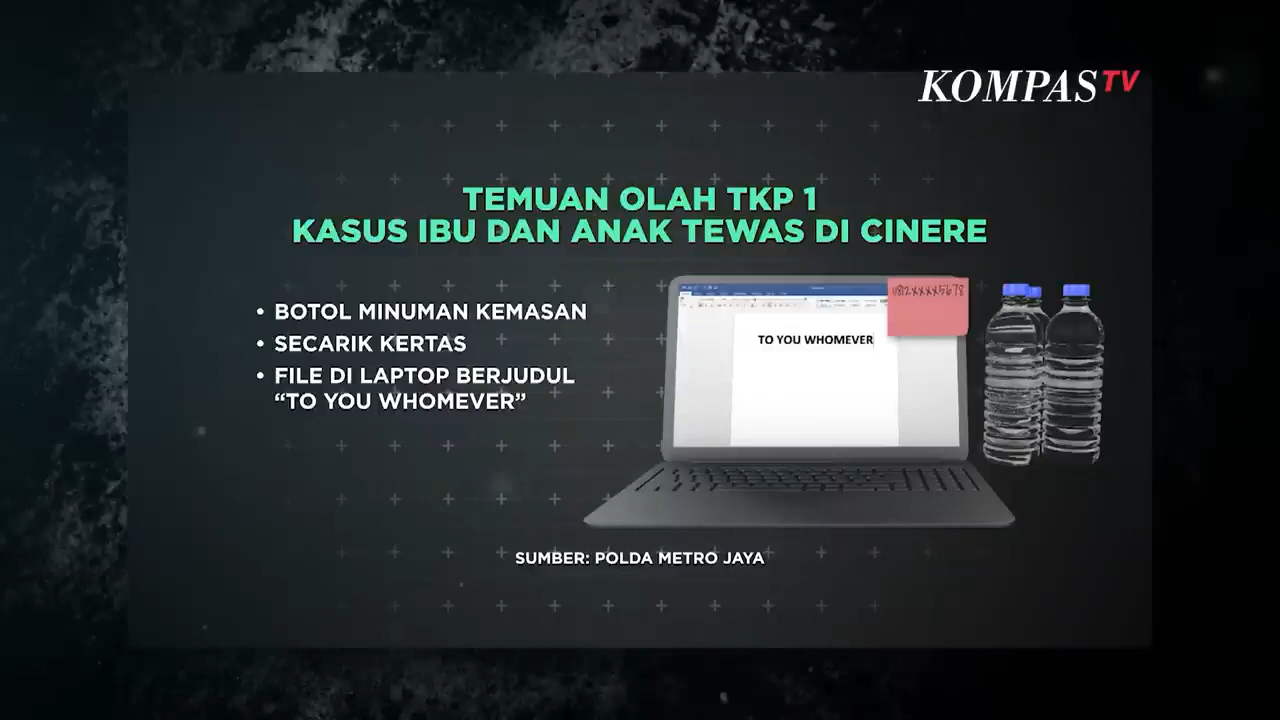 KOMPAS TV
TEMUAN OLAH TKP 1
KASUS IBU DAN ANAK TEWAS DI CINERE
• BOTOL MINUMAN KEMASAN
• SECARIK KERTAS
• FILE DI LAPTOP BERJUDUL
“TO YOU WHOMEVER”
TO YOU WHOMEVER
0812XXXX5678
SUMBER: POLDA METRO JAYA